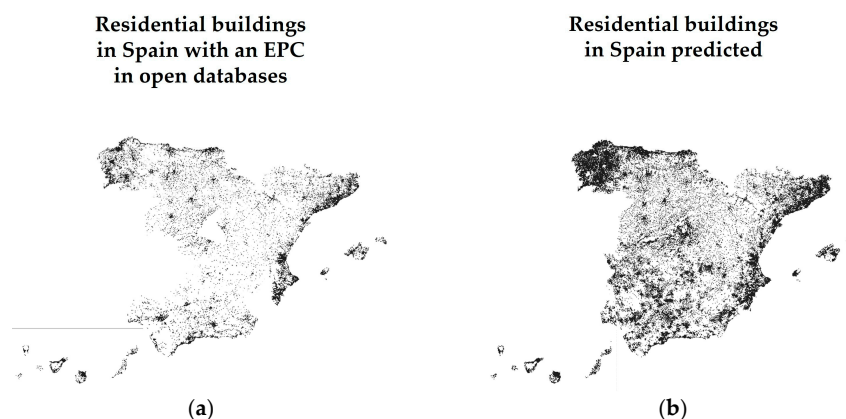 Residential buildings
in Spain with an EPC
in open databases
Residential buildings
in Spain predicted
(a)
(b)